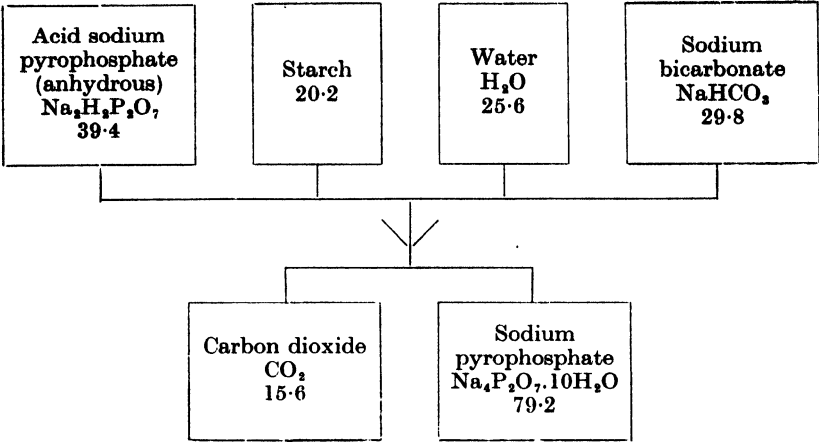 Acid sodium
pyrophosphate
(anhydrous)
Na₂H₂P₂O₇
39·4
Starch
20·2
Water
H₂O
25·6
Sodium
bicarbonate
NaHCO₃
29·8
Carbon dioxide
CO₂
15·6
Sodium
pyrophosphate
Na₄P₂O₇.10H₂O
79·2